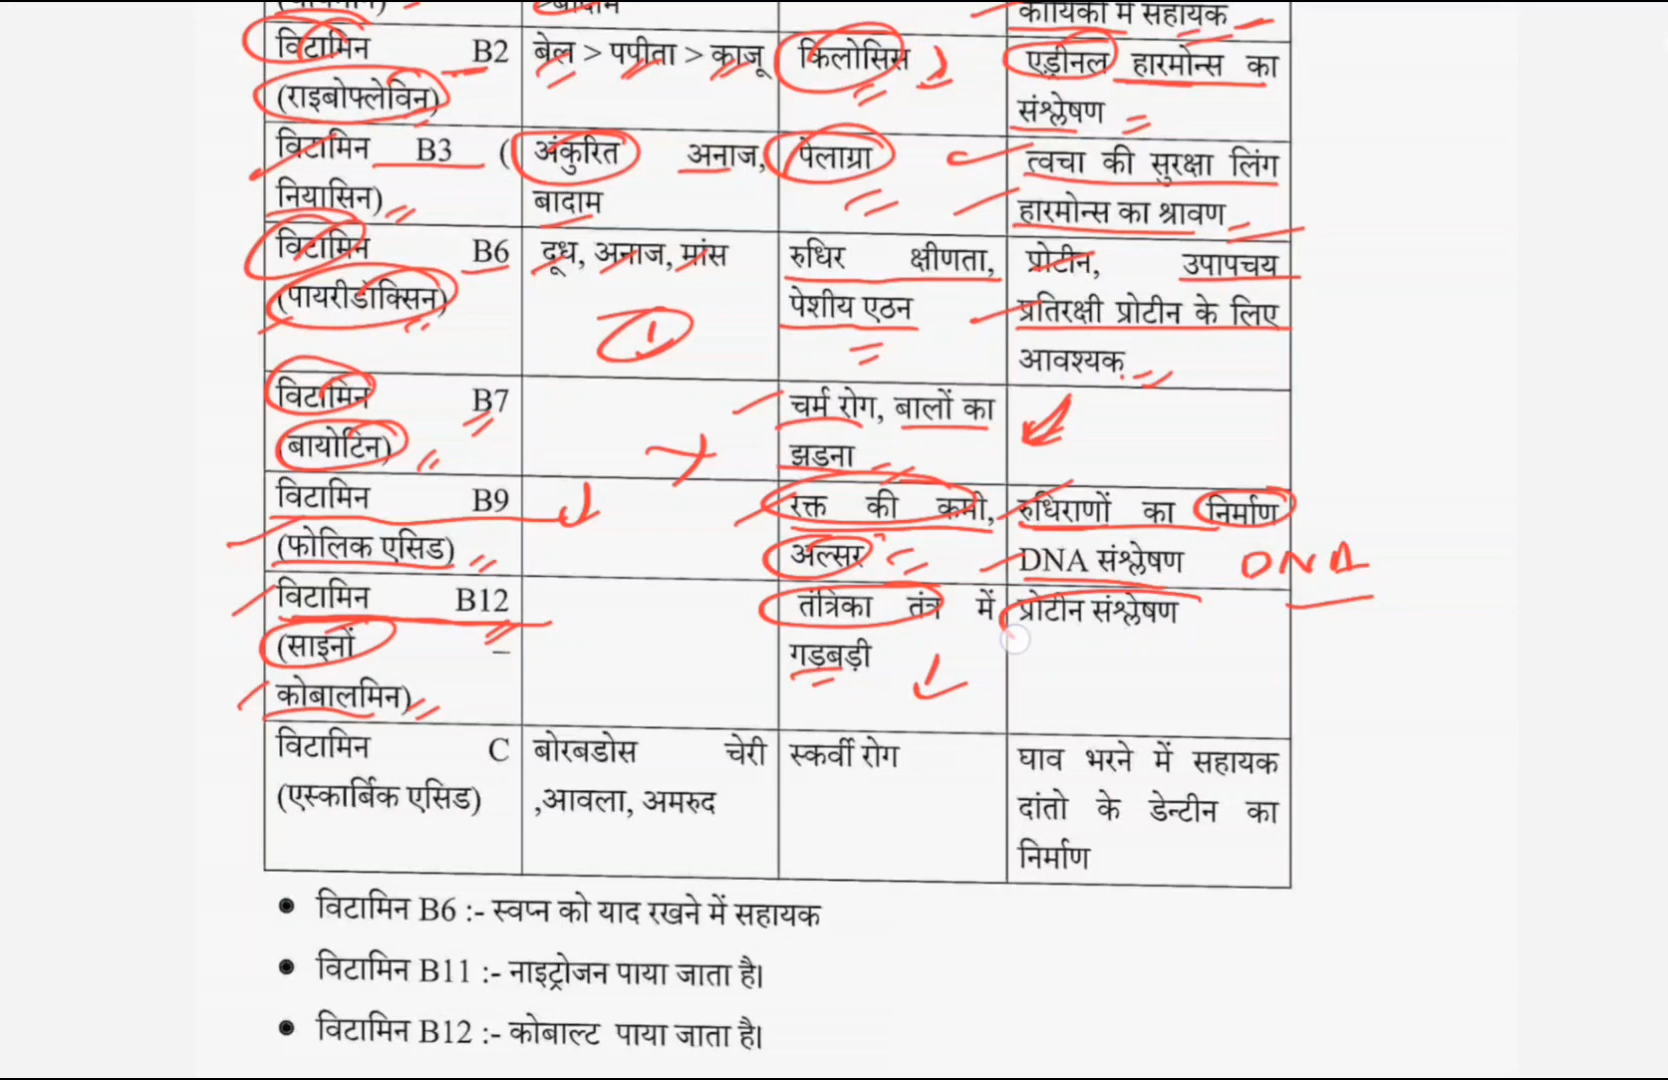 बादाम
कायिकी में सहायक
विटामिन B2 बेल > पपीता > काजू किलोसिस एड्रीनल हारमोन्स का
(राइबोफ्लेविन) संश्लेषण
विटामिन B3 ( अंकुरित अनाज, पेलाग्रा त्वचा की सुरक्षा लिंग
नियासिन) बादाम हारमोन्स का श्रावण
विटामिन B6 दूध, अनाज, मांस रुधिर क्षीणता, प्रोटीन, उपापचय
(पायरीडॉक्सिन) पेशीय एठन प्रतिरक्षी प्रोटीन के लिए
आवश्यक
विटामिन B7 चर्म रोग, बालों का
(बायोटिन) झडना
विटामिन B9 रक्त की कमी, रुधिराणों का निर्माण
(फोलिक एसिड) अल्सर DNA संश्लेषण DNA
विटामिन B12 तंत्रिका तंत्र में प्रोटीन संश्लेषण
(साइनों – गड़बड़ी
कोबालमिन)
विटामिन C बोरबडोस चेरी स्कर्वी रोग घाव भरने में सहायक
(एस्कार्बिक एसिड) ,आवला, अमरुद दांतो के डेन्टीन का
निर्माण
विटामिन B6 :- स्वप्न को याद रखने में सहायक
विटामिन B11 :- नाइट्रोजन पाया जाता है।
विटामिन B12 :- कोबाल्ट पाया जाता है।